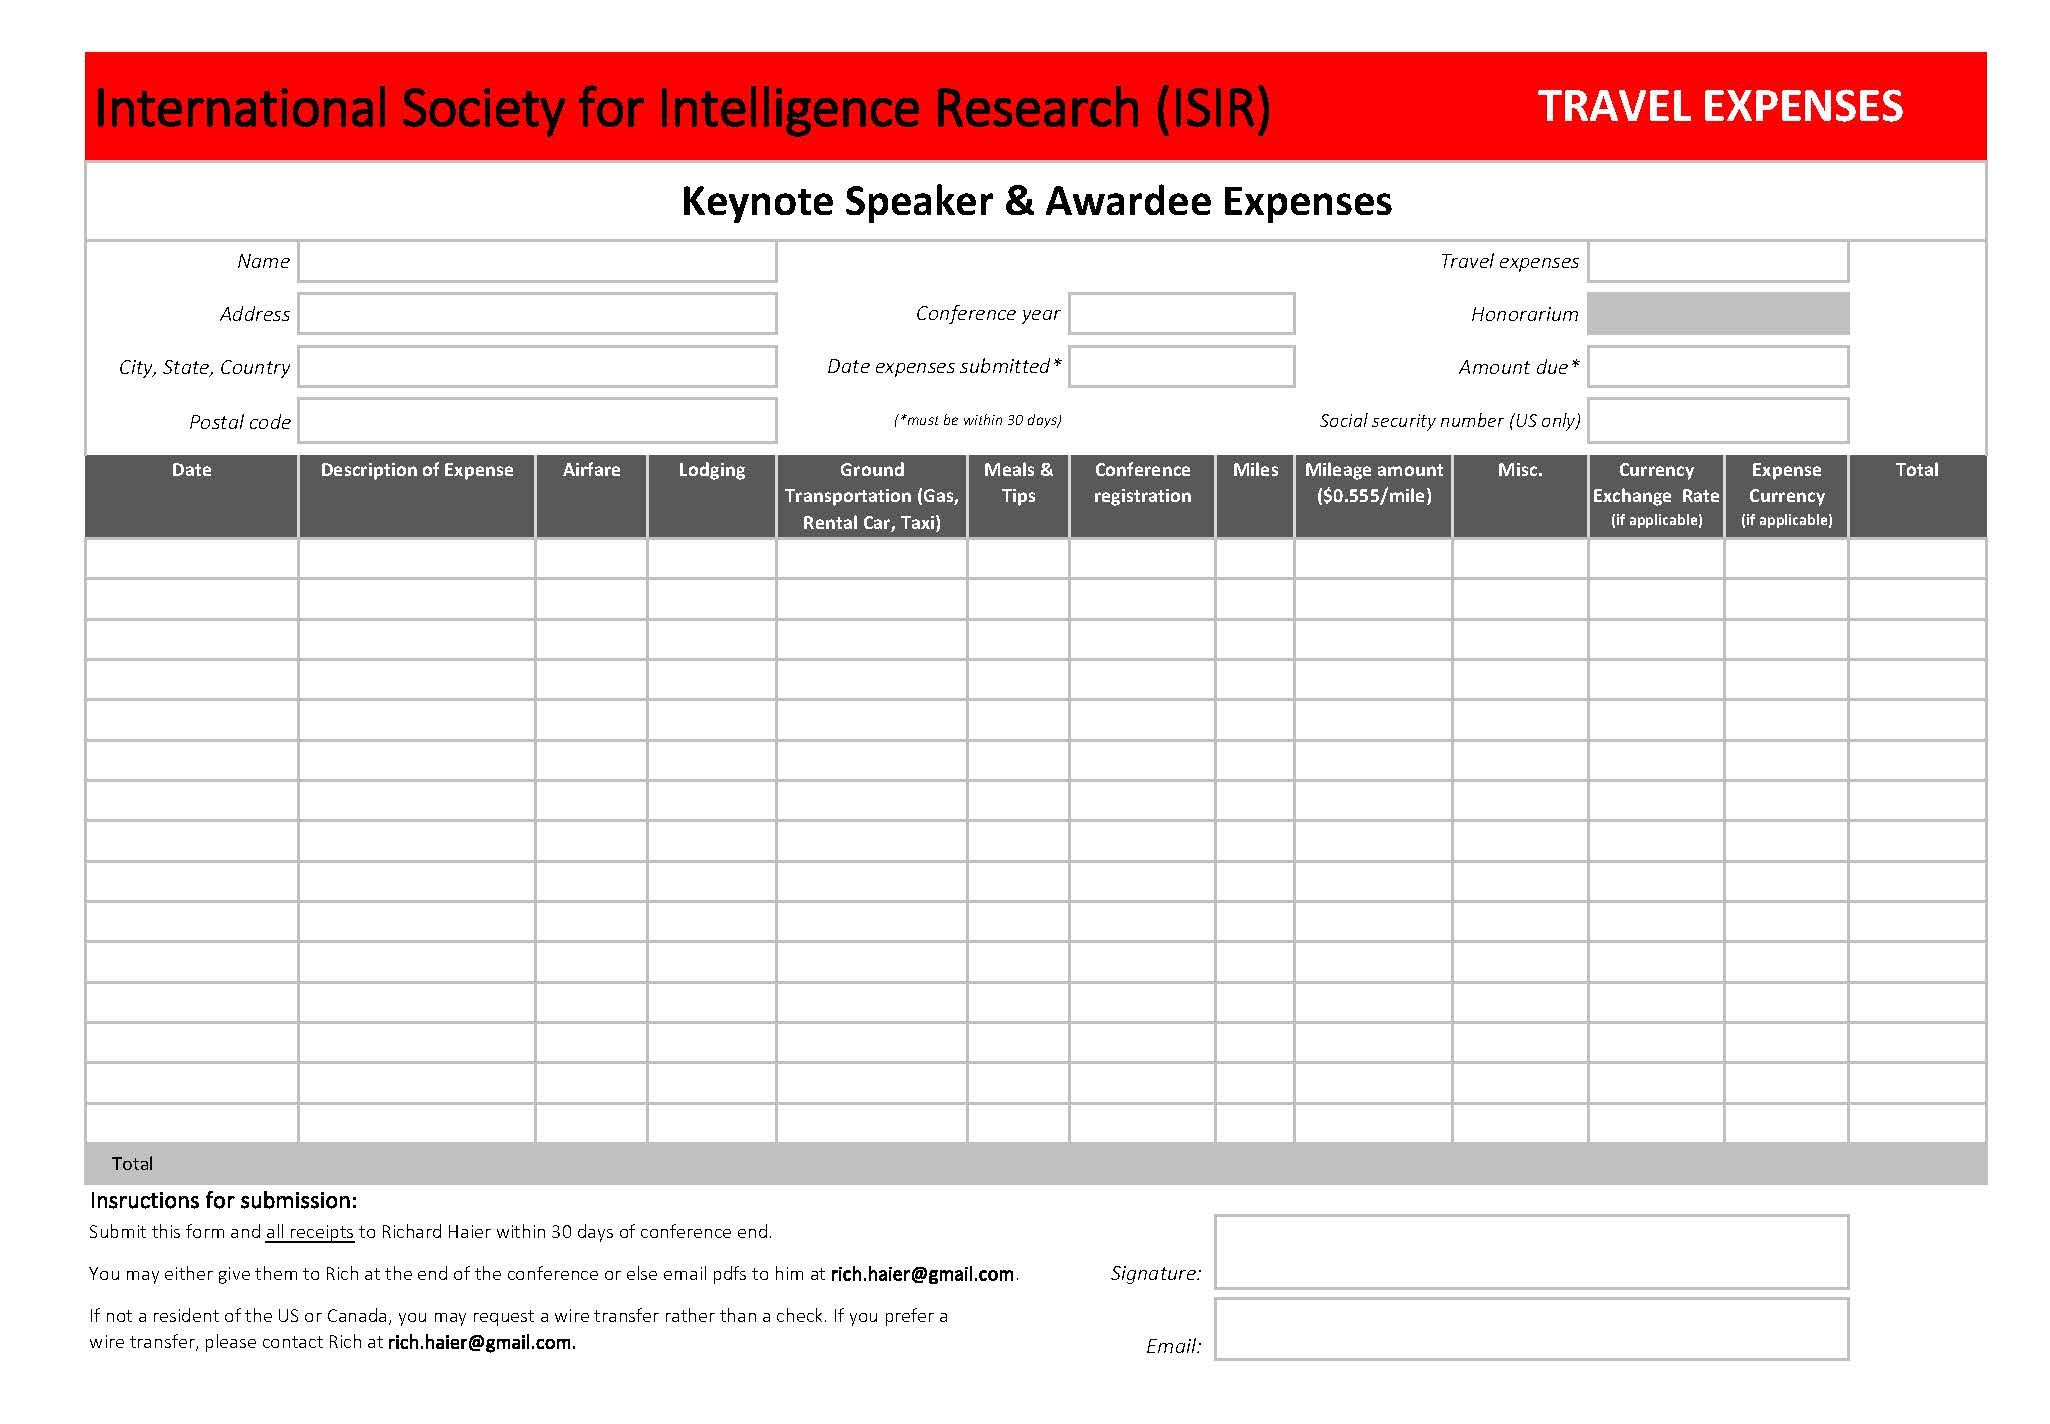 International Society for Intelligence Research (ISIR) TRAVEL EXPENSES
Keynote Speaker & Awardee Expenses
Name Travel expenses
Address Conference year Honorarium
City, State, Country Date expenses submitted* Amount due*
Postal code (*must be within 30 days) Social security number (US only)
Date Description of Expense Airfare Lodging Ground Meals & Conference Miles Mileage amount Misc. Currency Expense Total
Transportation (Gas, Tips registration ($0.555/mile) Exchange Rate Currency
Rental Car, Taxi) (if applicable) (if applicable)
Total
Insructions for submission:
Submit this form and all receipts to Richard Haier within 30 days of conference end.
You may either give them to Rich at the end of the conference or else email pdfs to him at rich.haier@gmail.com.
Signature:
If not a resident of the US or Canada, you may request a wire transfer rather than a check. If you prefer a
wire transfer, please contact Rich at rich.haier@gmail.com.
Email: